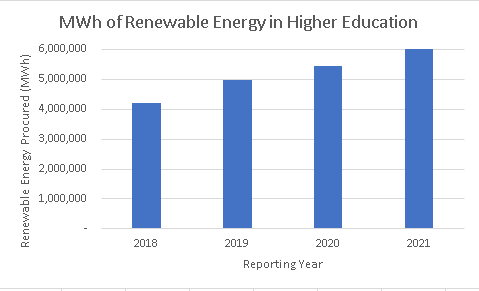 MWh of Renewable Energy in Higher Education
Renewable Energy Procured (MWh)
6,000,000
5,000,000
4,000,000
3,000,000
2,000,000
1,000,000
-
2018 2019 2020 2021
Reporting Year